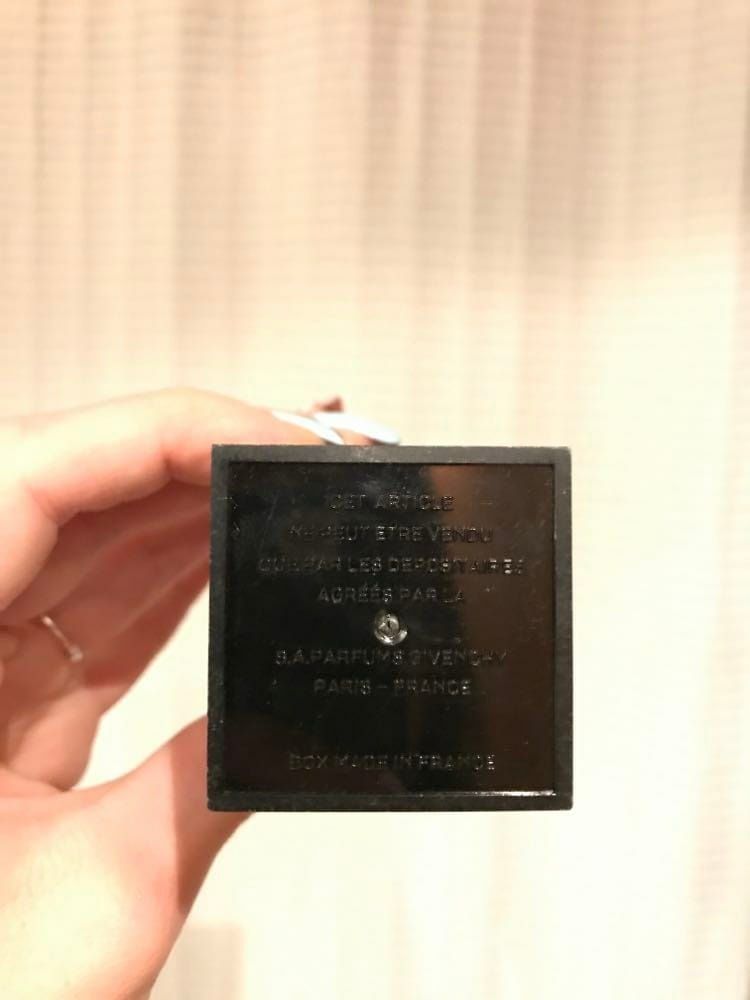 CET ARTICLE
NE PEUT ETRE VENDU
QUE PAR LES DEPOSITAIRES
AGRÉÉS PAR LA
S.A. PARFUMS GIVENCHY
PARIS - FRANCE
BOX MADE IN FRANCE